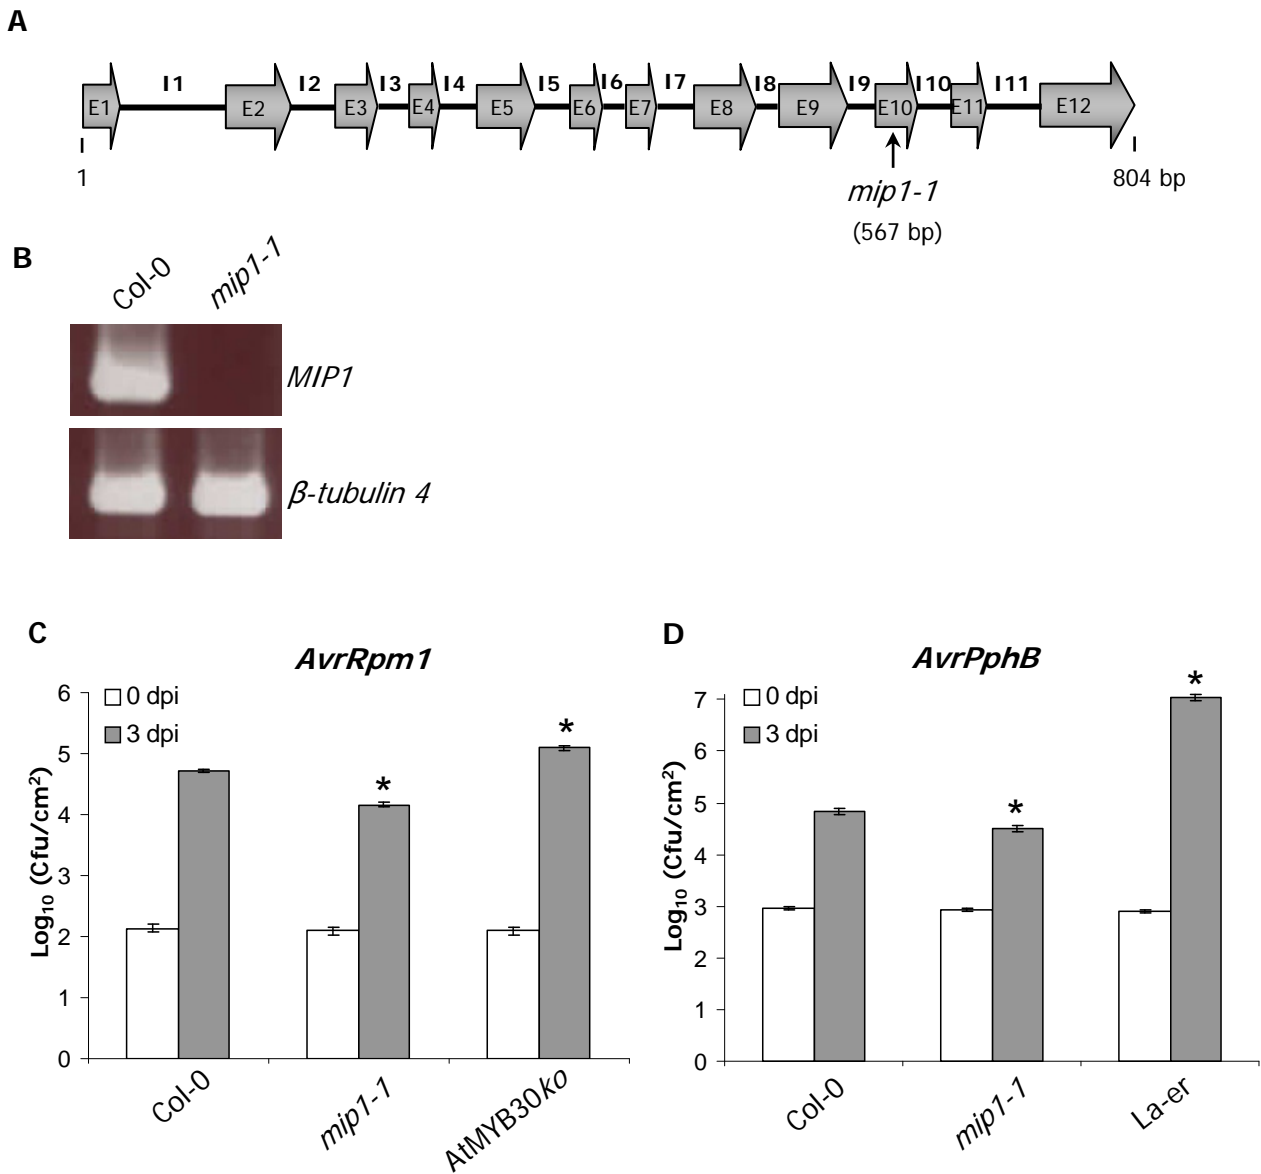 A
I1 I2 I3 I4 I5 I6 I7 I8 I9 I10 I11
E1 E2 E3 E4 E5 E6 E7 E8 E9 E10 E11 E12
1
804 bp
mip1-1
(567 bp)
B
Col-0 mip1-1
MIP1
β-tubulin 4
C
AvrRpm1
0 dpi
3 dpi
Log10 (Cfu/cm2)
6
5
4
3
2
1
0
Col-0 mip1-1 AtMYB30ko
* *
D
AvrPphB
0 dpi
3 dpi
Log10 (Cfu/cm2)
7
6
5
4
3
2
1
0
Col-0 mip1-1 La-er
* *